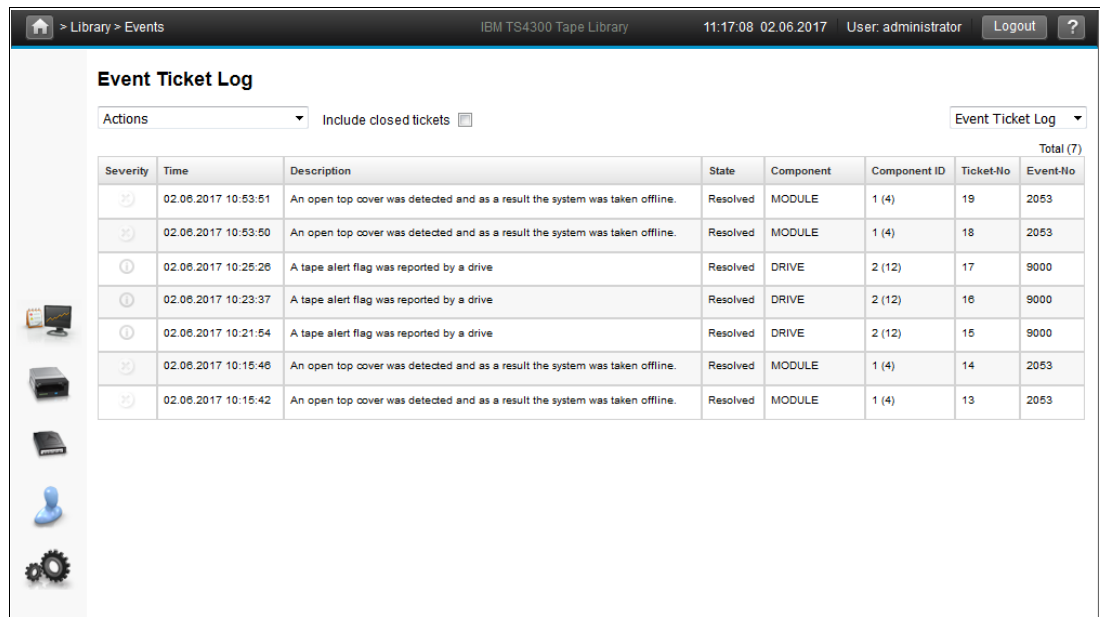 > Library > Events IBM TS4300 Tape Library 11:17:08 02.06.2017 User: administrator Logout ?
Event Ticket Log
Actions Include closed tickets Event Ticket Log
Total (7)
Severity Time Description State Component Component ID Ticket-No Event-No
02.06.2017 10:53:51 An open top cover was detected and as a result the system was taken offline. Resolved MODULE 1 (4) 19 2053
02.06.2017 10:53:50 An open top cover was detected and as a result the system was taken offline. Resolved MODULE 1 (4) 18 2053
02.06.2017 10:25:26 A tape alert flag was reported by a drive Resolved DRIVE 2 (12) 17 9000
02.06.2017 10:23:37 A tape alert flag was reported by a drive Resolved DRIVE 2 (12) 16 9000
02.06.2017 10:21:54 A tape alert flag was reported by a drive Resolved DRIVE 2 (12) 15 9000
02.06.2017 10:15:46 An open top cover was detected and as a result the system was taken offline. Resolved MODULE 1 (4) 14 2053
02.06.2017 10:15:42 An open top cover was detected and as a result the system was taken offline. Resolved MODULE 1 (4) 13 2053